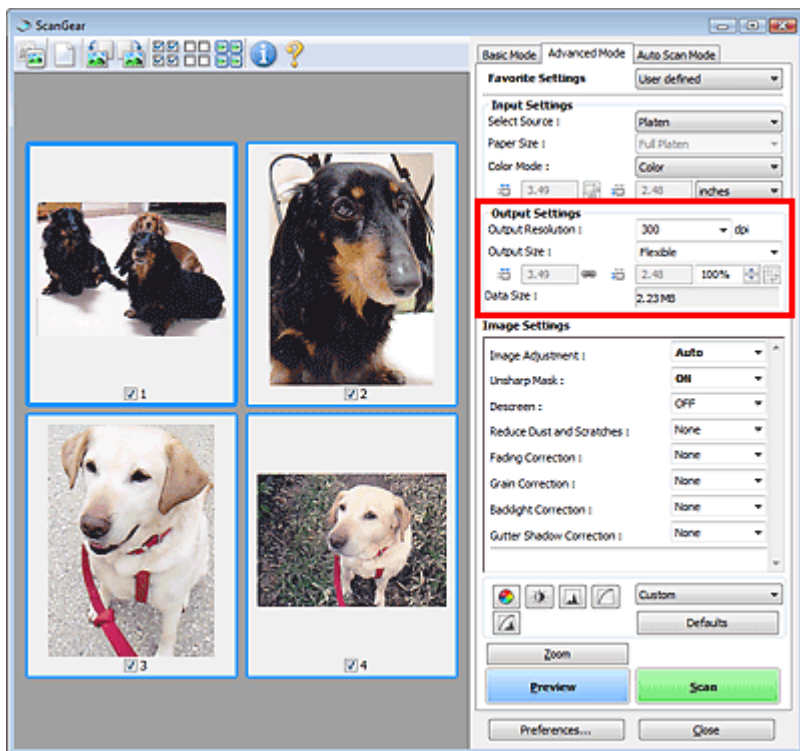 ScanGear
Basic Mode Advanced Mode Auto Scan Mode
Favorite Settings User defined
Input Settings
Select Source : Platen
Paper Size : Full Platen
Color Mode : Color
3.49 2.48 inches
Output Settings
Output Resolution : 300 dpi
Output Size : Flexible
3.49 2.48 100%
Data Size : 2.23 MB
Image Settings
Image Adjustment : Auto
Unsharp Mask : ON
Descreen : OFF
Reduce Dust and Scratches : None
Fading Correction : None
Grain Correction : None
Backlight Correction : None
Gutter Shadow Correction : None
1
2
3
4
Custom
Defaults
Zoom
Preview Scan
Preferences... Close